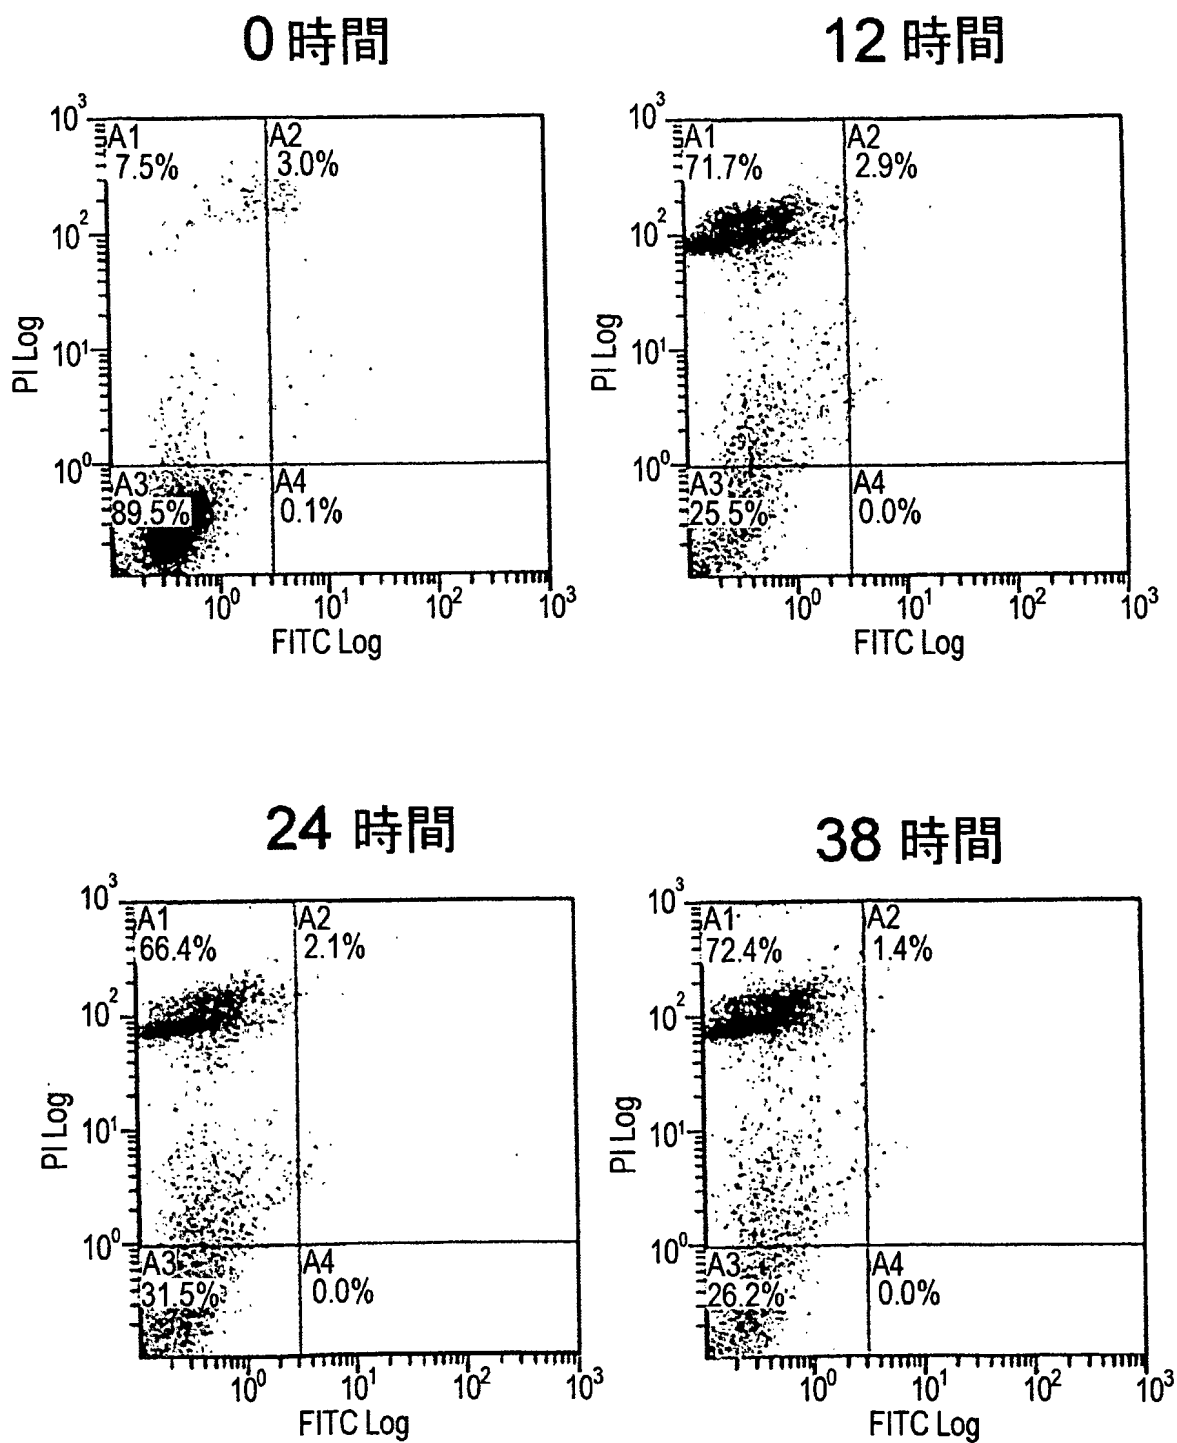 0 時間
10³
A1
7.5%
A2
3.0%
10²
PI Log
10¹
10⁰
A3
89.5%
A4
0.1%
10⁰ 10¹ 10² 10³
FITC Log
12 時間
10³
A1
71.7%
A2
2.9%
10²
PI Log
10¹
10⁰
A3
25.5%
A4
0.0%
10⁰ 10¹ 10² 10³
FITC Log
24 時間
10³
A1
66.4%
A2
2.1%
10²
PI Log
10¹
10⁰
A3
31.5%
A4
0.0%
10⁰ 10¹ 10² 10³
FITC Log
38 時間
10³
A1
72.4%
A2
1.4%
10²
PI Log
10¹
10⁰
A3
26.2%
A4
0.0%
10⁰ 10¹ 10² 10³
FITC Log